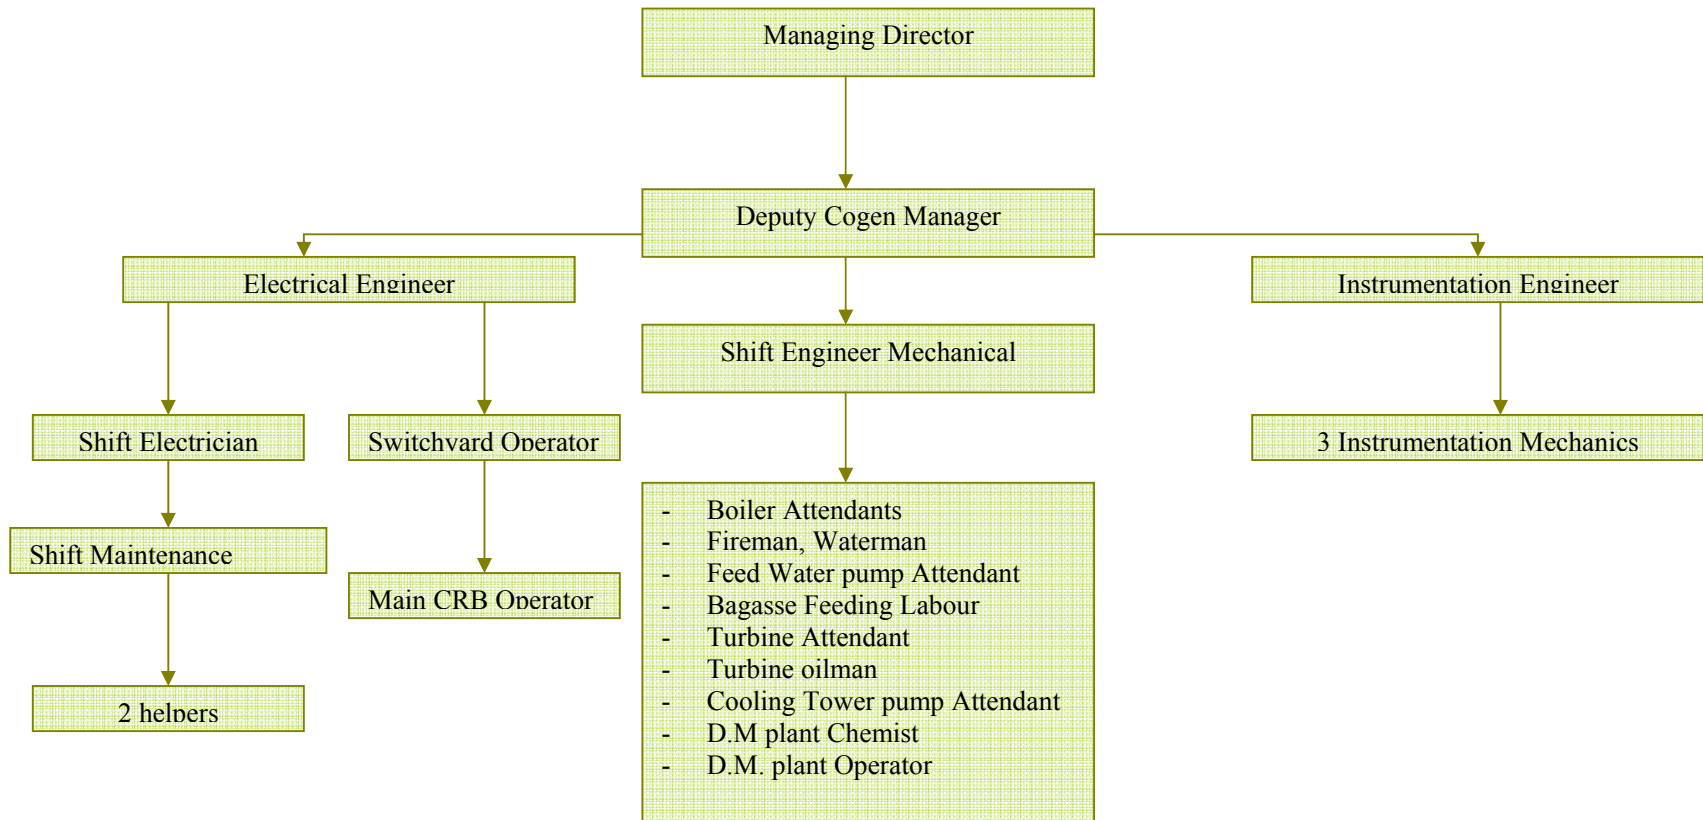 Managing Director
Deputy Cogen Manager
Electrical Engineer
Instrumentation Engineer
Shift Engineer Mechanical
Shift Electrician
Switchyard Operator
3 Instrumentation Mechanics
- Boiler Attendants
- Fireman, Waterman
- Feed Water pump Attendant
- Bagasse Feeding Labour
- Turbine Attendant
- Turbine oilman
- Cooling Tower pump Attendant
- D.M plant Chemist
- D.M. plant Operator
Shift Maintenance
Main CRB Operator
2 helpers